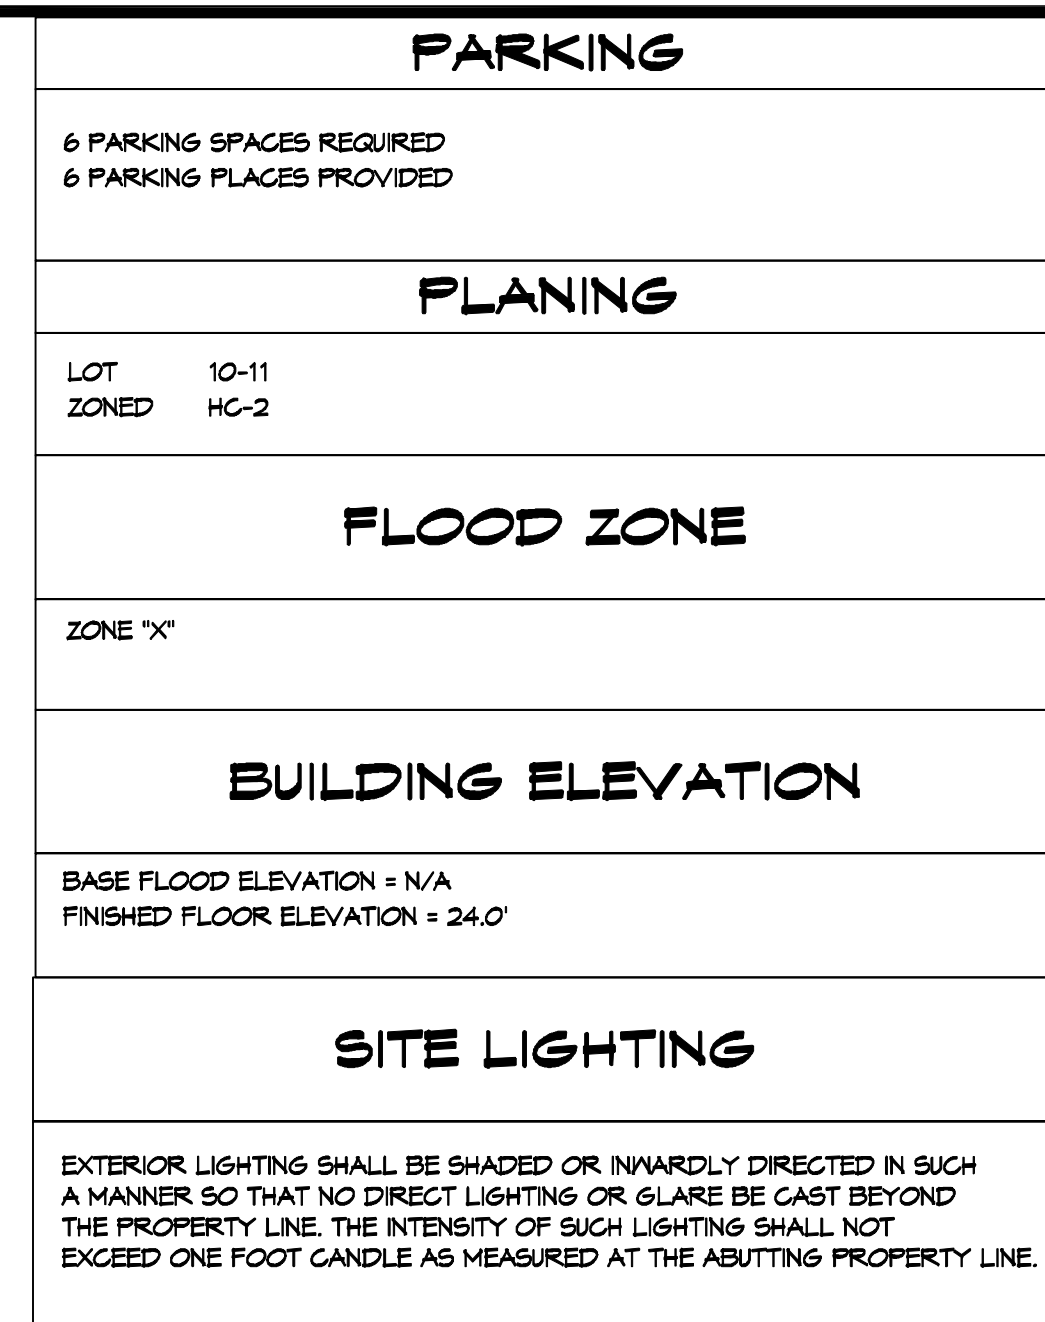 PARKING
6 PARKING SPACES REQUIRED
6 PARKING PLACES PROVIDED
PLANING
LOT 10-11
ZONED HC-2
FLOOD ZONE
ZONE "X"
BUILDING ELEVATION
BASE FLOOD ELEVATION = N/A
FINISHED FLOOR ELEVATION = 24.0'
SITE LIGHTING
EXTERIOR LIGHTING SHALL BE SHADED OR INWARDLY DIRECTED IN SUCH
A MANNER SO THAT NO DIRECT LIGHTING OR GLARE BE CAST BEYOND
THE PROPERTY LINE. THE INTENSITY OF SUCH LIGHTING SHALL NOT
EXCEED ONE FOOT CANDLE AS MEASURED AT THE ABUTTING PROPERTY LINE.